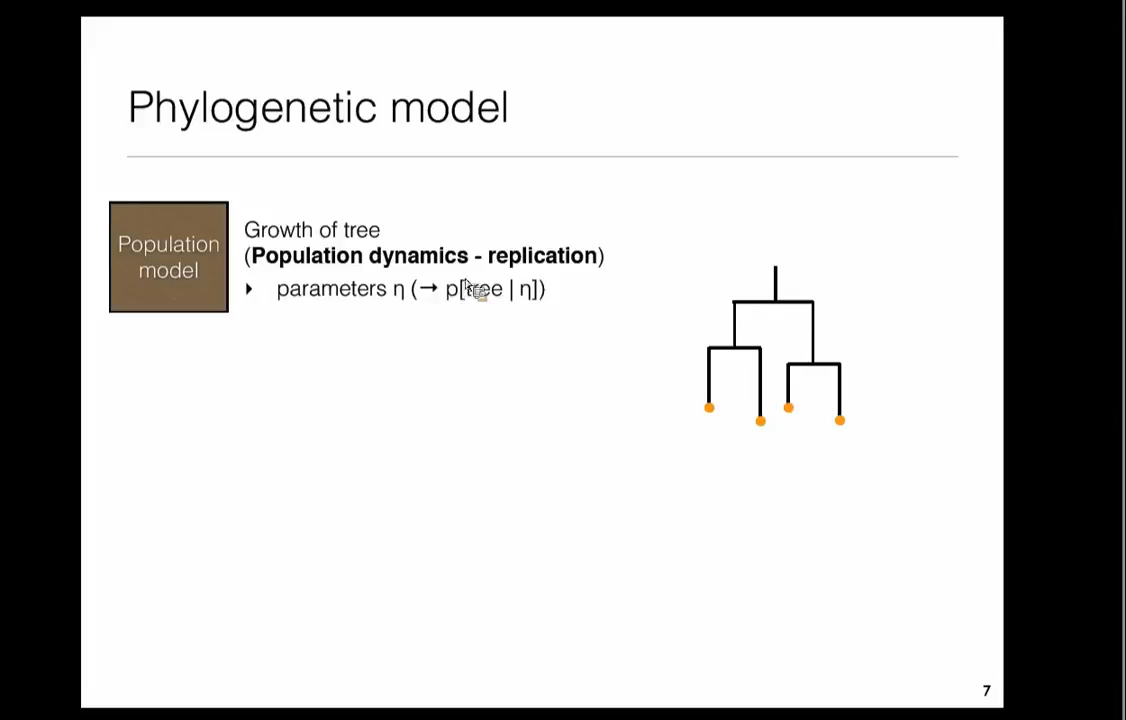 Phylogenetic model
Population
model
Growth of tree
(Population dynamics - replication)
‣ parameters η (→ p[tree | η])
7